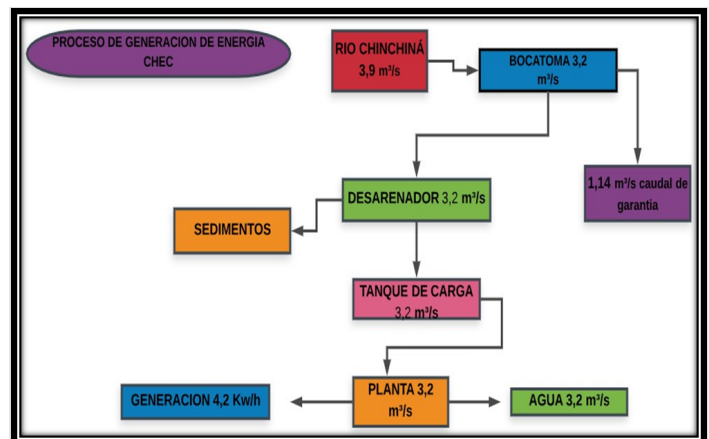 PROCESO DE GENERACION DE ENERGIA
CHEC
RIO CHINCHINÁ
3,9 m³/s
BOCATOMA 3,2
m³/s
1,14 m³/s caudal de
garantia
DESARENADOR 3,2 m³/s
SEDIMENTOS
TANQUE DE CARGA
3,2 m³/s
PLANTA 3,2
m³/s
GENERACION 4,2 Kw/h
AGUA 3,2 m³/s